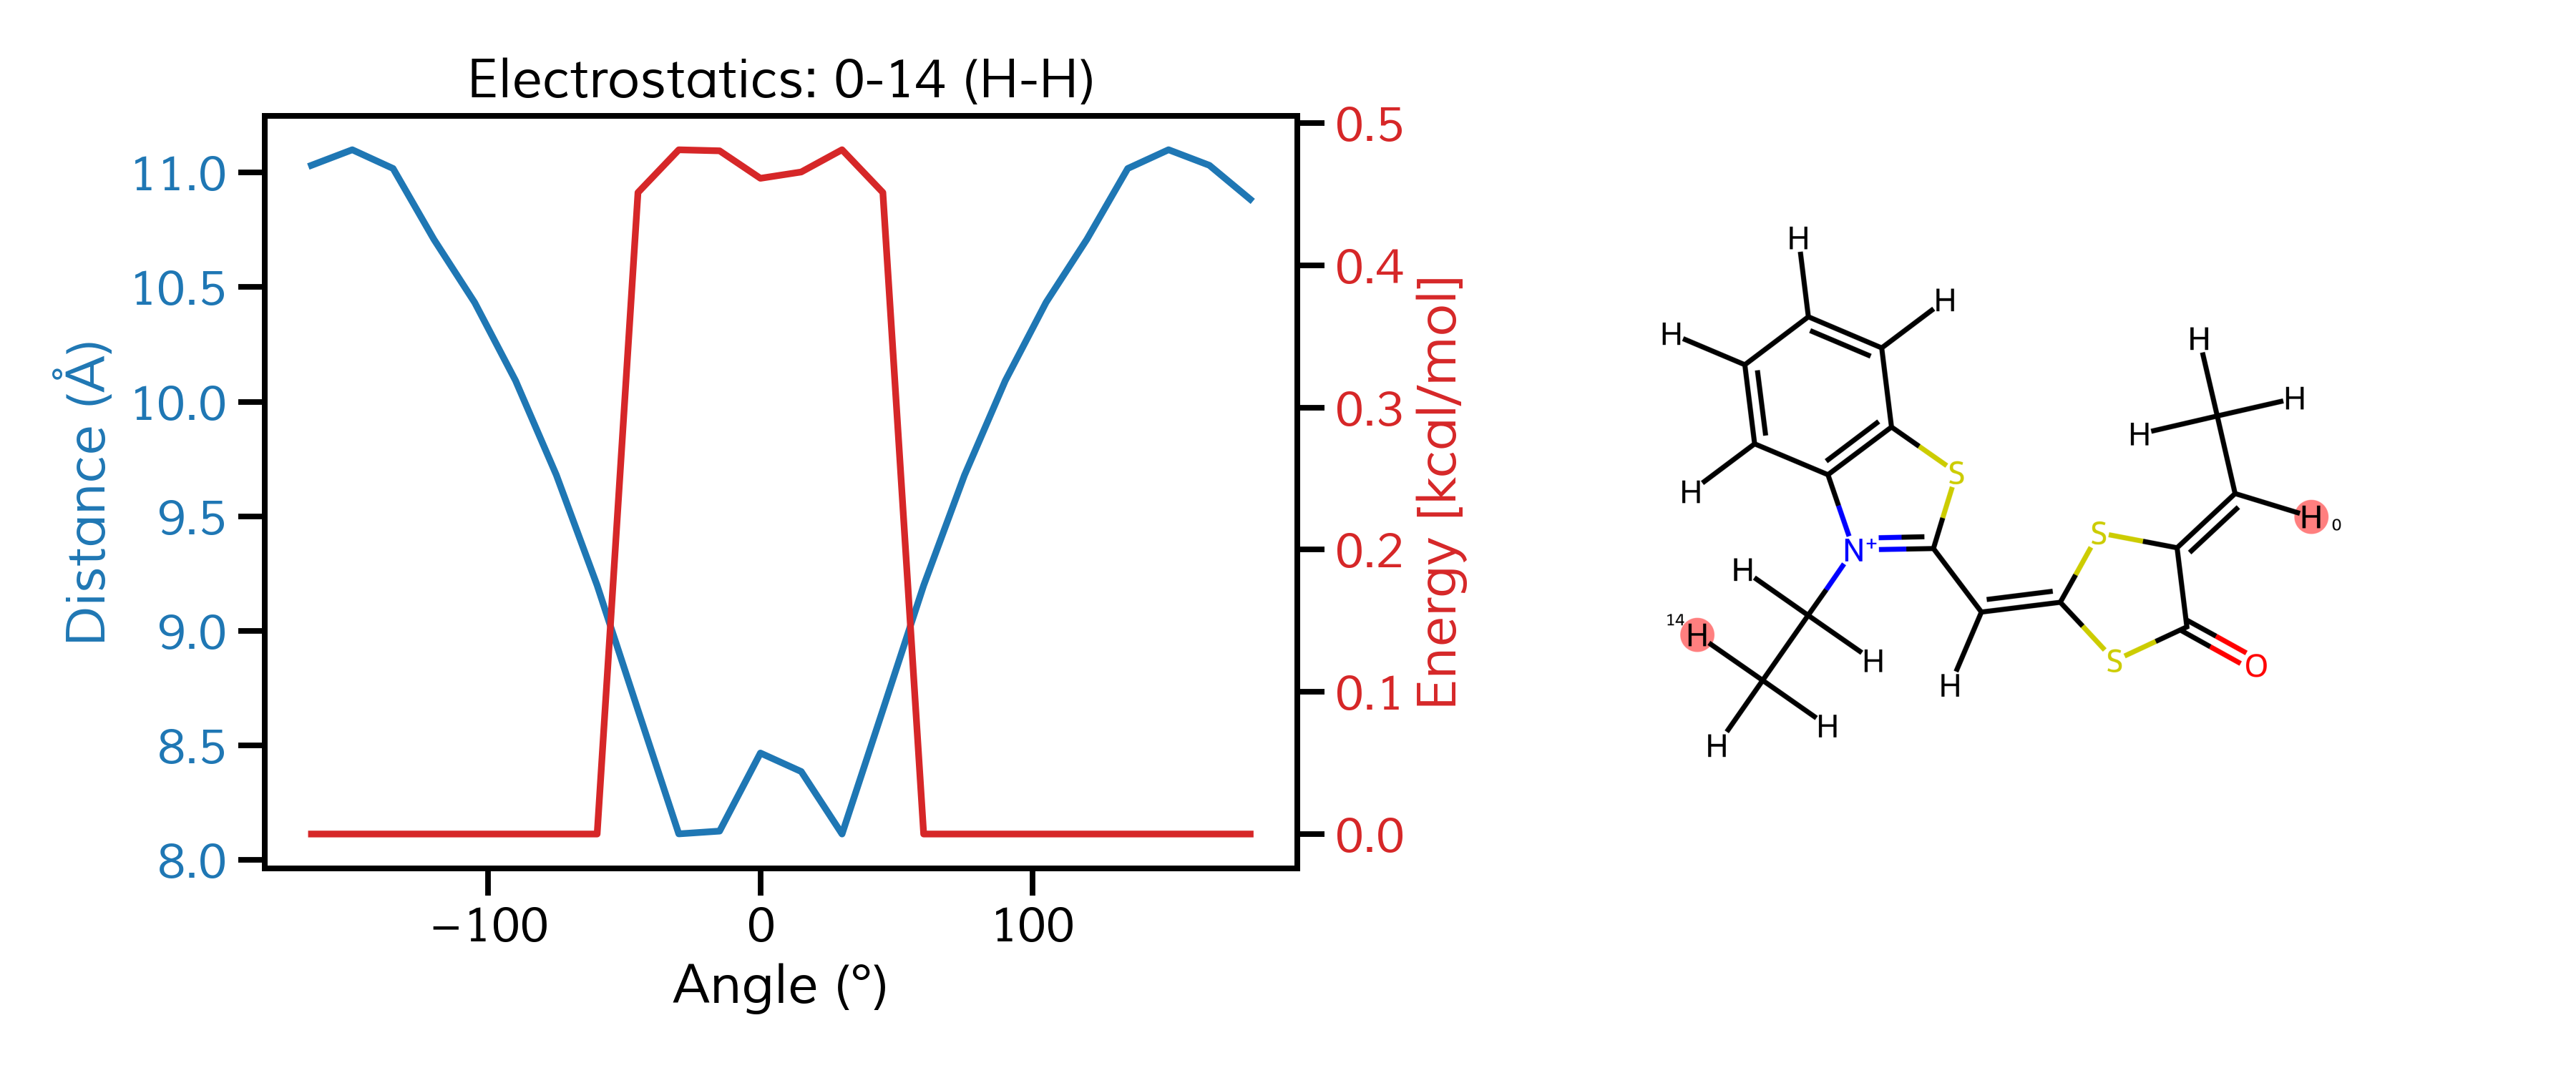 Electrostatics: 0-14 (H-H)
11.0
10.5
10.0
9.5
9.0
8.5
8.0
Distance (Å)
0.5
0.4
0.3
0.2
0.1
0.0
Energy [kcal/mol]
−100 0 100
Angle (°)
H
H
H
H
H
H
H
S
H
H 0
S
N+
H
14 H
H
S
O
H
H
H